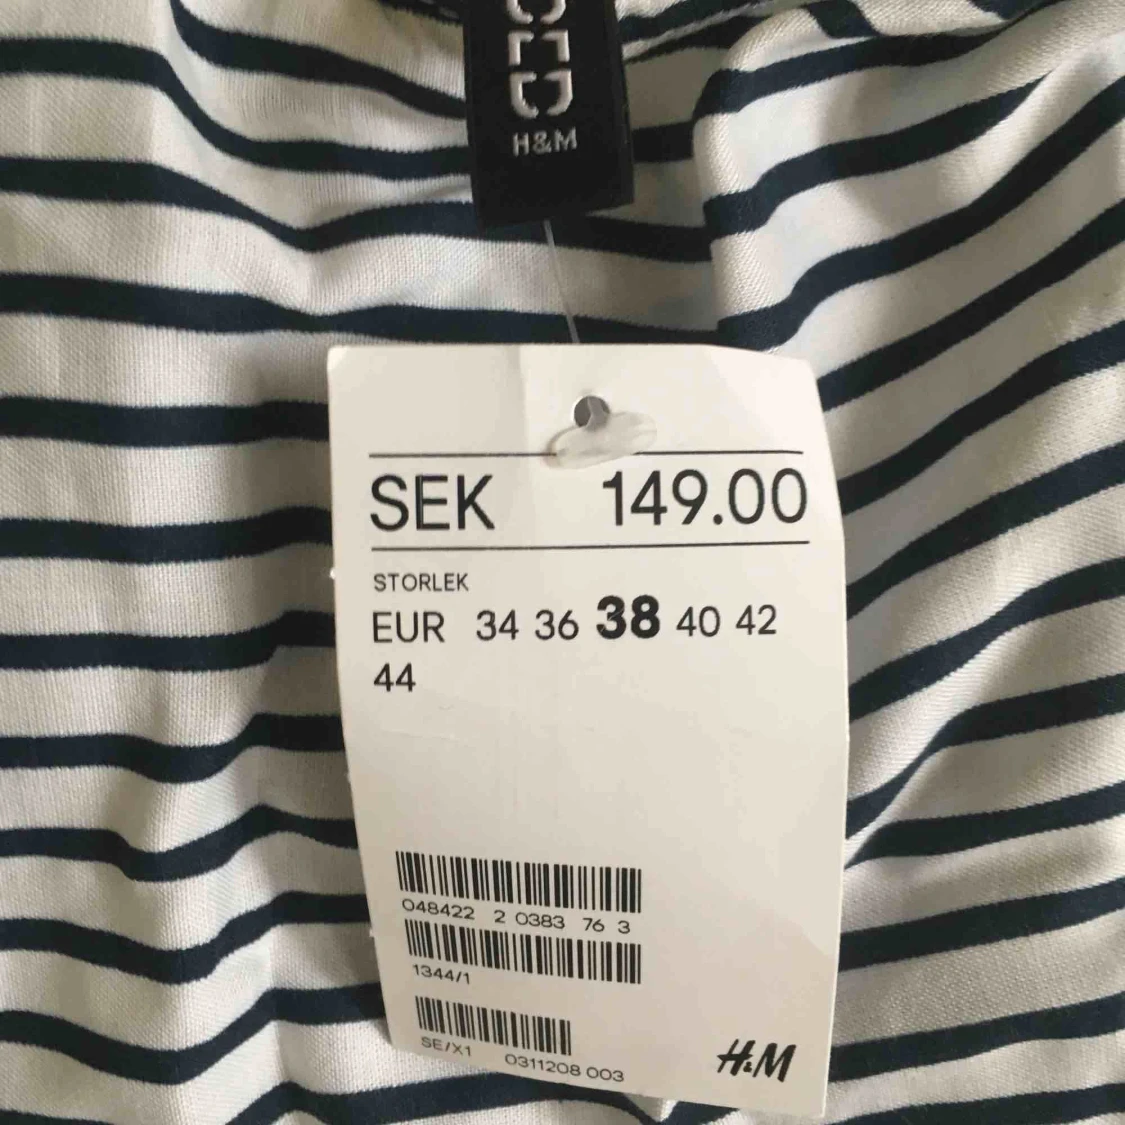 H&M
SEK 149.00
STORLEK
EUR 34 36 38 40 42
44
048422 2 0383 76 3
1344/1
SE/X1 0311208 003
H&M